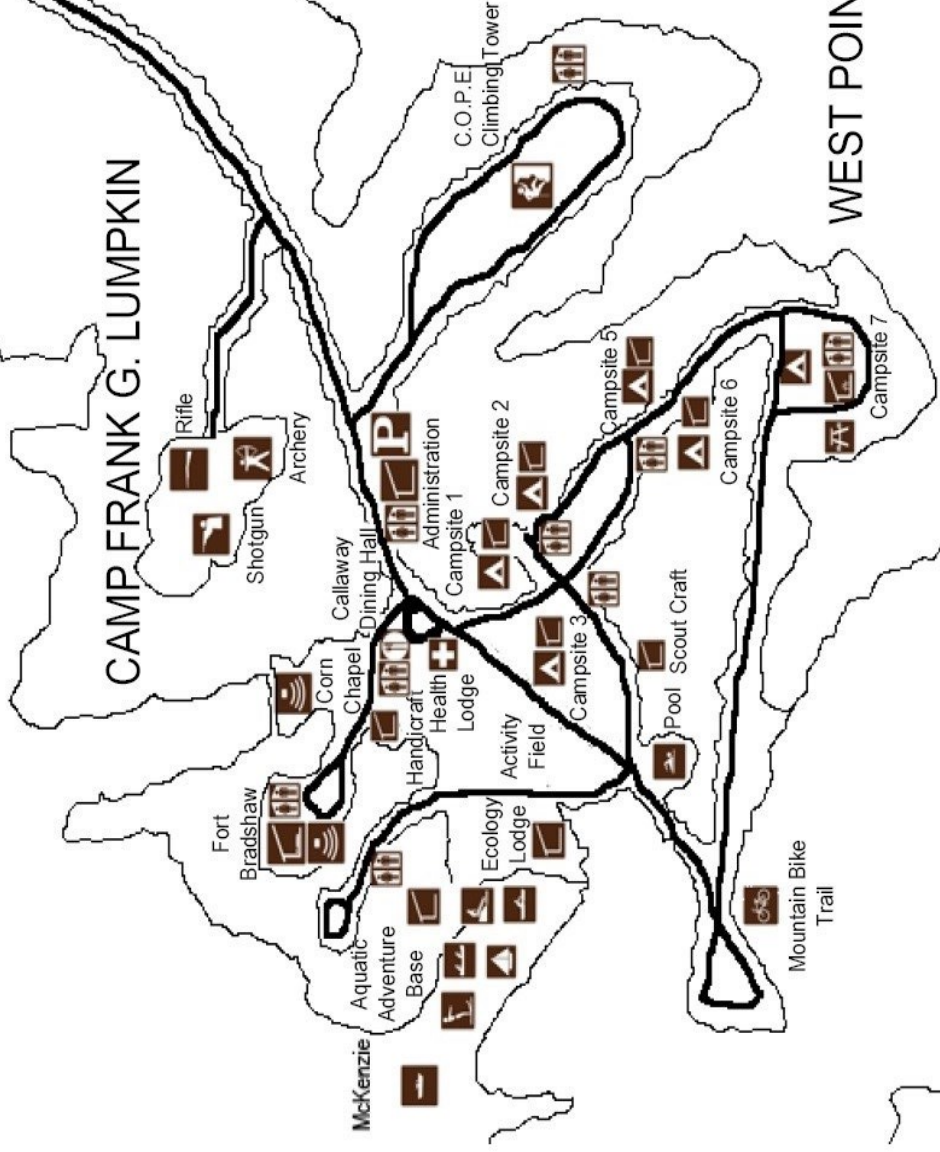 CAMP FRANK G. LUMPKIN
WEST POIN
C.O.P.E.
Climbing Tower
Rifle
Archery
Shotgun
Administration
Callaway
Dining Hall
Campsite 1
Campsite 2
Campsite 5
Campsite 6
Campsite 7
Corn
Chapel
Handicraft
Health
Lodge
Campsite 3
Scout Craft
Pool
Activity
Field
Fort
Bradshaw
Ecology
Lodge
Aquatic
Adventure
Base
McKenzie
Mountain Bike
Trail
P